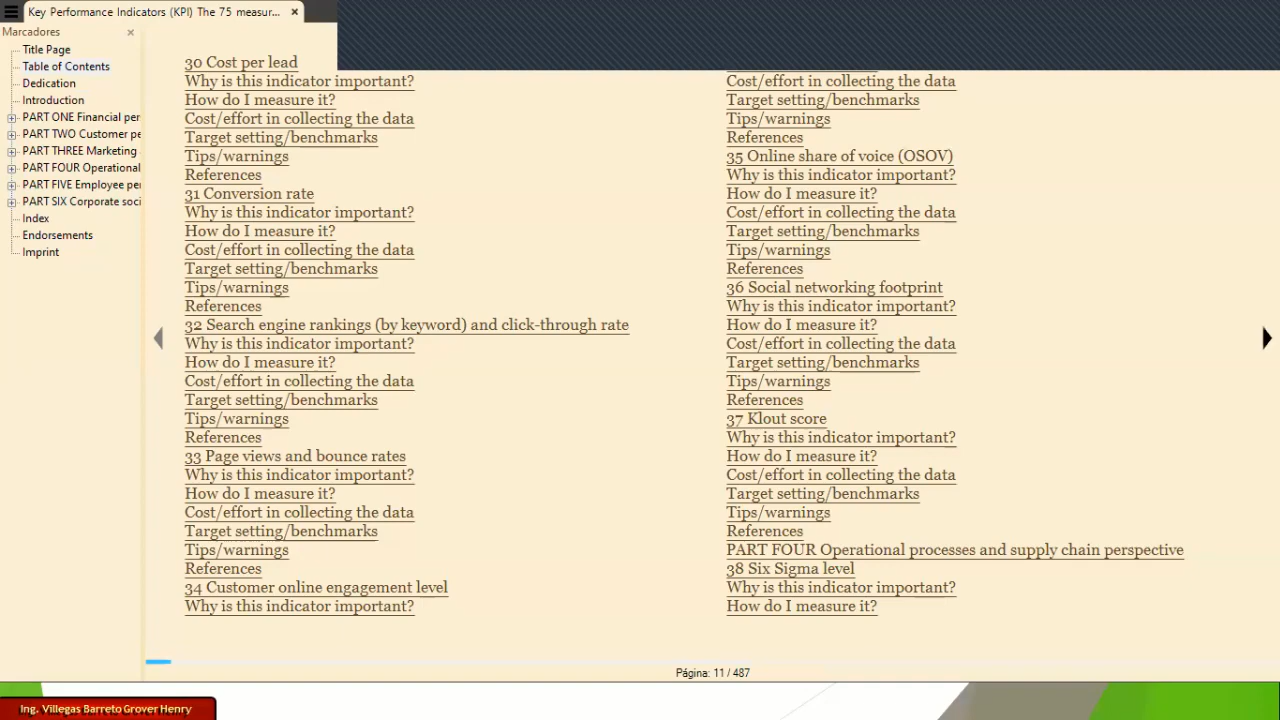 Key Performance Indicators (KPI) The 75 measur...
Marcadores
Title Page
Table of Contents
Dedication
Introduction
PART ONE Financial per
PART TWO Customer pe
PART THREE Marketing
PART FOUR Operational
PART FIVE Employee per
PART SIX Corporate soci
Index
Endorsements
Imprint
30 Cost per lead
Why is this indicator important?
How do I measure it?
Cost/effort in collecting the data
Target setting/benchmarks
Tips/warnings
References
31 Conversion rate
Why is this indicator important?
How do I measure it?
Cost/effort in collecting the data
Target setting/benchmarks
Tips/warnings
References
32 Search engine rankings (by keyword) and click-through rate
Why is this indicator important?
How do I measure it?
Cost/effort in collecting the data
Target setting/benchmarks
Tips/warnings
References
33 Page views and bounce rates
Why is this indicator important?
How do I measure it?
Cost/effort in collecting the data
Target setting/benchmarks
Tips/warnings
References
34 Customer online engagement level
Why is this indicator important?
Cost/effort in collecting the data
Target setting/benchmarks
Tips/warnings
References
35 Online share of voice (OSOV)
Why is this indicator important?
How do I measure it?
Cost/effort in collecting the data
Target setting/benchmarks
Tips/warnings
References
36 Social networking footprint
Why is this indicator important?
How do I measure it?
Cost/effort in collecting the data
Target setting/benchmarks
Tips/warnings
References
37 Klout score
Why is this indicator important?
How do I measure it?
Cost/effort in collecting the data
Target setting/benchmarks
Tips/warnings
References
PART FOUR Operational processes and supply chain perspective
38 Six Sigma level
Why is this indicator important?
How do I measure it?
Página: 11 / 487
Ing. Villegas Barreto Grover Henry